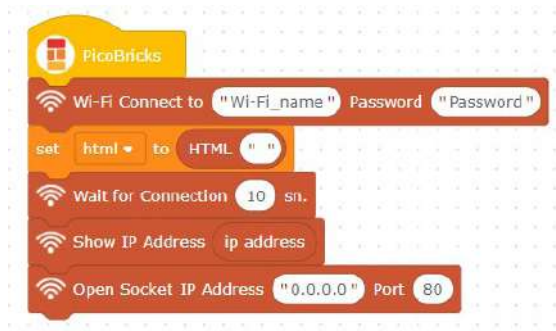 PicoBricks
Wi-Fi Connect to "Wi-Fi_name" Password "Password"
set html to HTML " "
Wait for Connection 10 sn.
Show IP Address ip address
Open Socket IP Address "0.0.0.0" Port 80